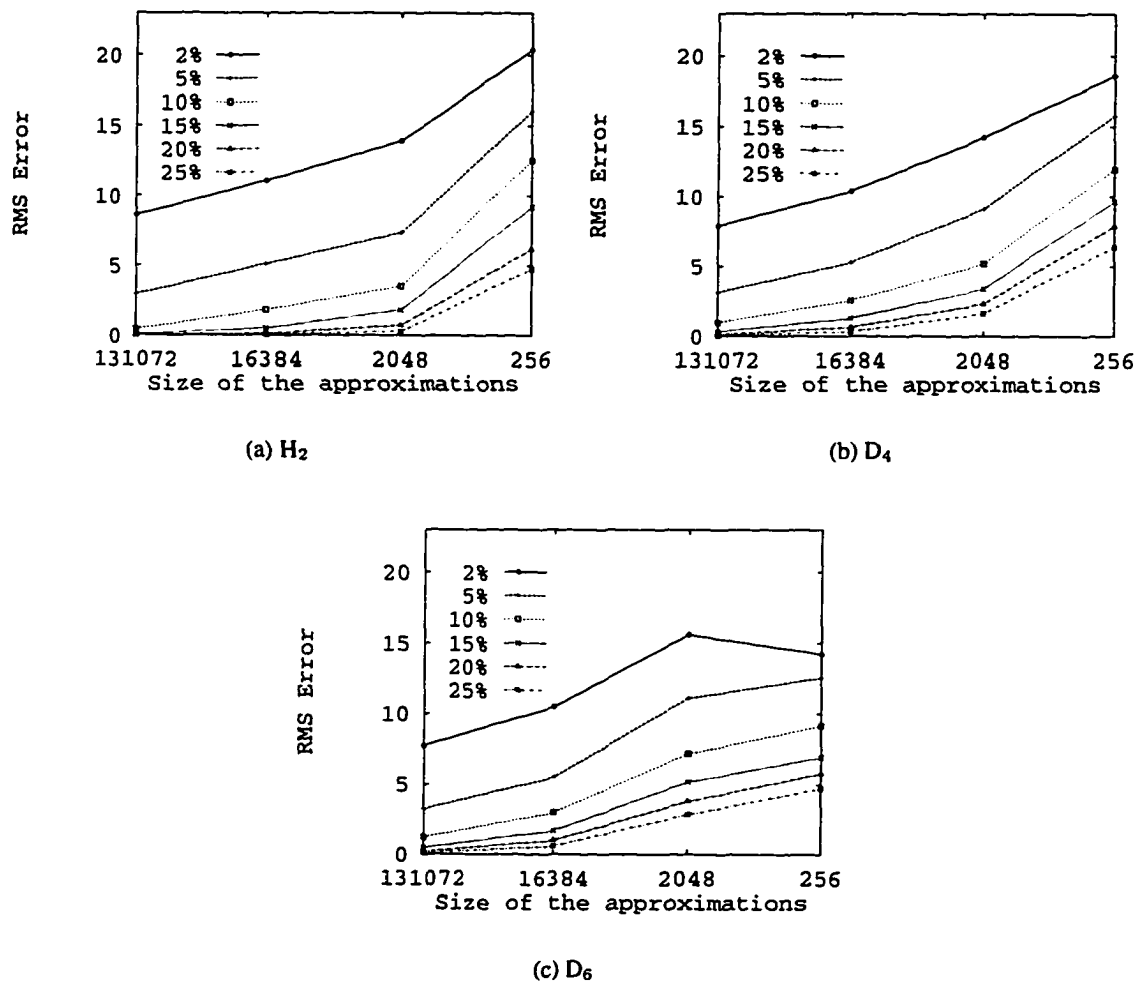 20
15
10
5
0
RMS Error
2%
5%
10%
15%
20%
25%
131072 16384 2048 256
Size of the approximations
(a) H₂
20
15
10
5
0
RMS Error
2%
5%
10%
15%
20%
25%
131072 16384 2048 256
Size of the approximations
(b) D₄
20
15
10
5
0
RMS Error
2%
5%
10%
15%
20%
25%
131072 16384 2048 256
Size of the approximations
(c) D₆